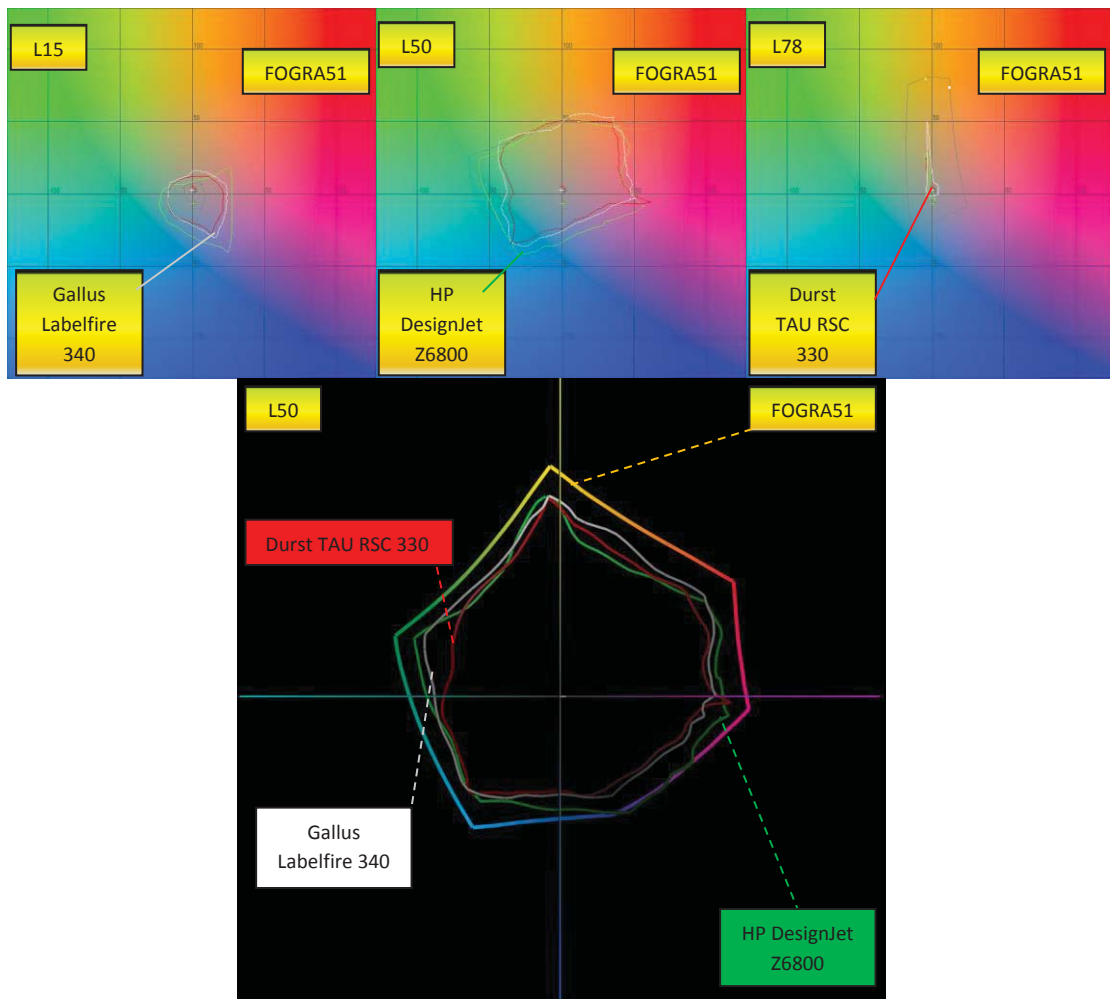 L15
FOGRA51
Gallus
Labelfire
340
L50
FOGRA51
HP
DesignJet
Z6800
L78
FOGRA51
Durst
TAU RSC
330
L50
FOGRA51
Durst TAU RSC 330
Gallus
Labelfire 340
HP DesignJet
Z6800